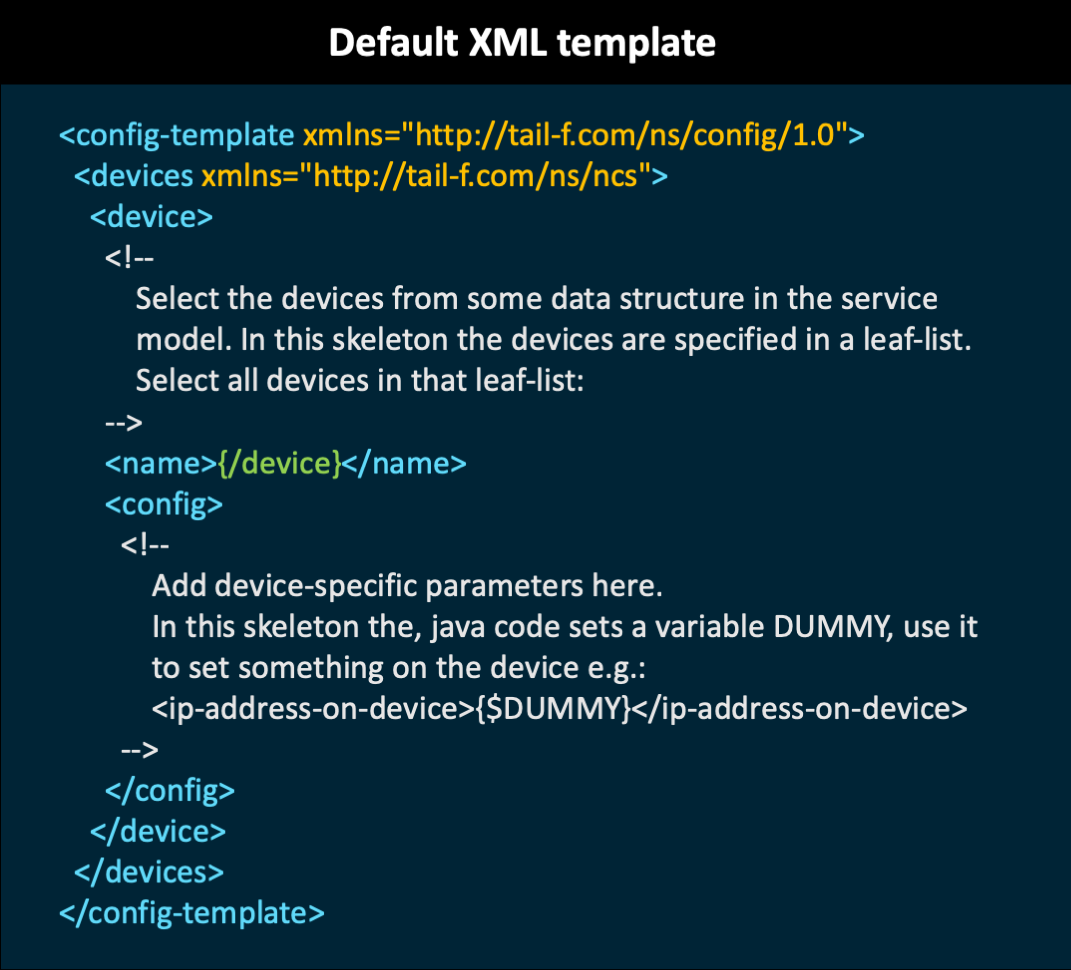 Default XML template
<config-template xmlns="http://tail-f.com/ns/config/1.0">
<devices xmlns="http://tail-f.com/ns/ncs">
<device>
<!--
Select the devices from some data structure in the service
model. In this skeleton the devices are specified in a leaf-list.
Select all devices in that leaf-list:
-->
<name>{/device}</name>
<config>
<!--
Add device-specific parameters here.
In this skeleton the, java code sets a variable DUMMY, use it
to set something on the device e.g.:
<ip-address-on-device>{$DUMMY}</ip-address-on-device>
-->
</config>
</device>
</devices>
</config-template>